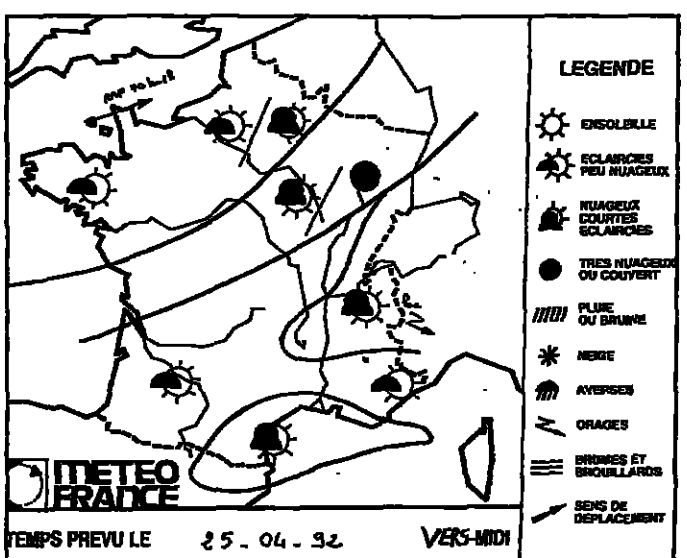 LEGENDE
ENSOLEILLE
ECLAIRCIES
PEU NUAGEUX
NUAGEUX
COURTES
ECLAIRCIES
TRES NUAGEUX
OU COUVERT
PLUIE
OU BRUINE
NEIGE
AVERSES
ORAGES
BRUMES ET
BROUILLARDS
SENS DE
DEPLACEMENT
METEO
FRANCE
TEMPS PREVU LE 25-04-92 VERS-MIDI